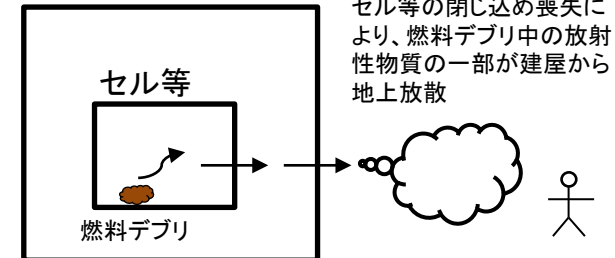 セル等の閉じ込め喪失に
より、燃料デブリ中の放射
性物質の一部が建屋から
地上放散
セル等
燃料デブリ